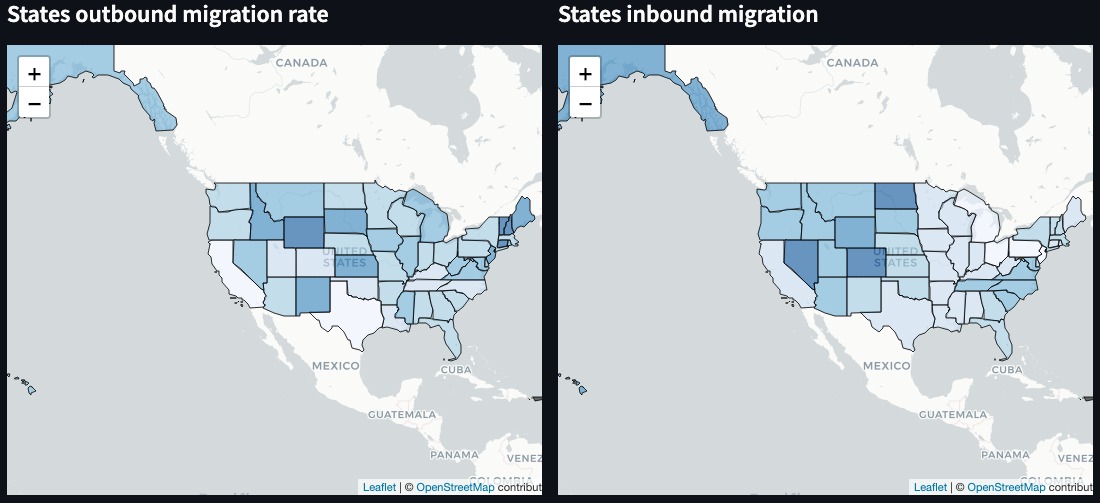 States outbound migration rate
States inbound migration
+
−
CANADA
UNITED
STATES
MEXICO
CUBA
GUATEMALA
PANAMA
VENEZ
Leaflet | © OpenStreetMap contribut
+
−
CANADA
UNITED
STATES
MEXICO
CUBA
GUATEMALA
PANAMA
VENEZ
COLOMBIA
Leaflet | © OpenStreetMap contribut